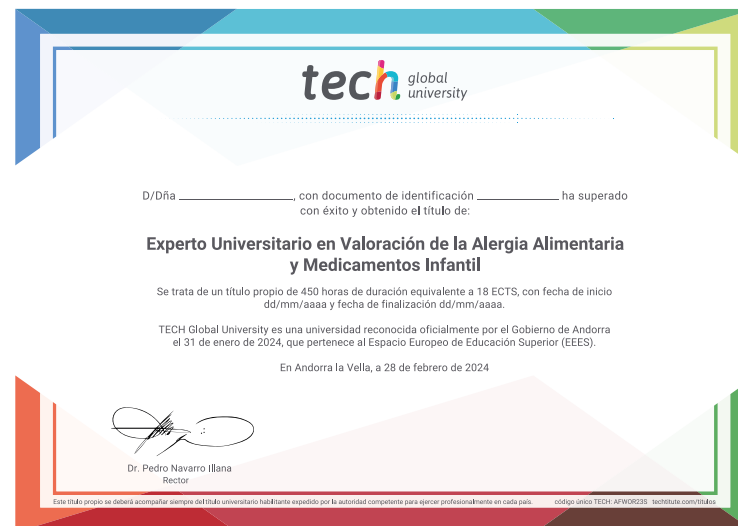 tech global
university
D/Dña ______________, con documento de identificación __________ ha superado
con éxito y obtenido el título de:
Experto Universitario en Valoración de la Alergia Alimentaria
y Medicamentos Infantil
Se trata de un título propio de 450 horas de duración equivalente a 18 ECTS, con fecha de inicio
dd/mm/aaaa y fecha de finalización dd/mm/aaaa.
TECH Global University es una universidad reconocida oficialmente por el Gobierno de Andorra
el 31 de enero de 2024, que pertenece al Espacio Europeo de Educación Superior (EEES).
En Andorra la Vella, a 28 de febrero de 2024
Dr. Pedro Navarro Illana
Rector
Este título propio se deberá acompañar siempre del título universitario habilitante expedido por la autoridad competente para ejercer profesionalmente en cada país. código único TECH: AFWOR23S techtitute.com/titulos